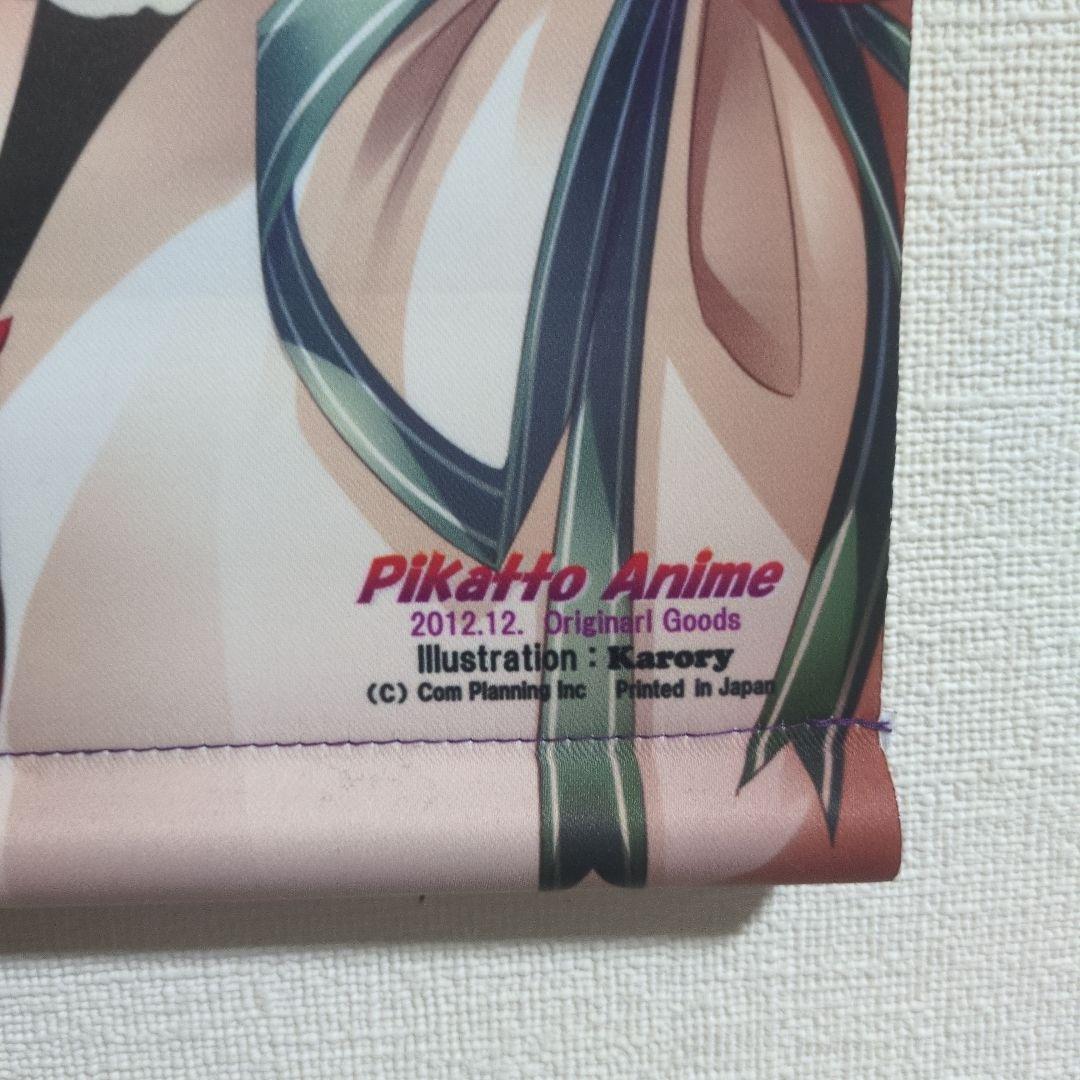 Pikatto Anime
2012.12. Originarl Goods
Illustration : Karory
(C) Com Planning Inc Printed in Japan